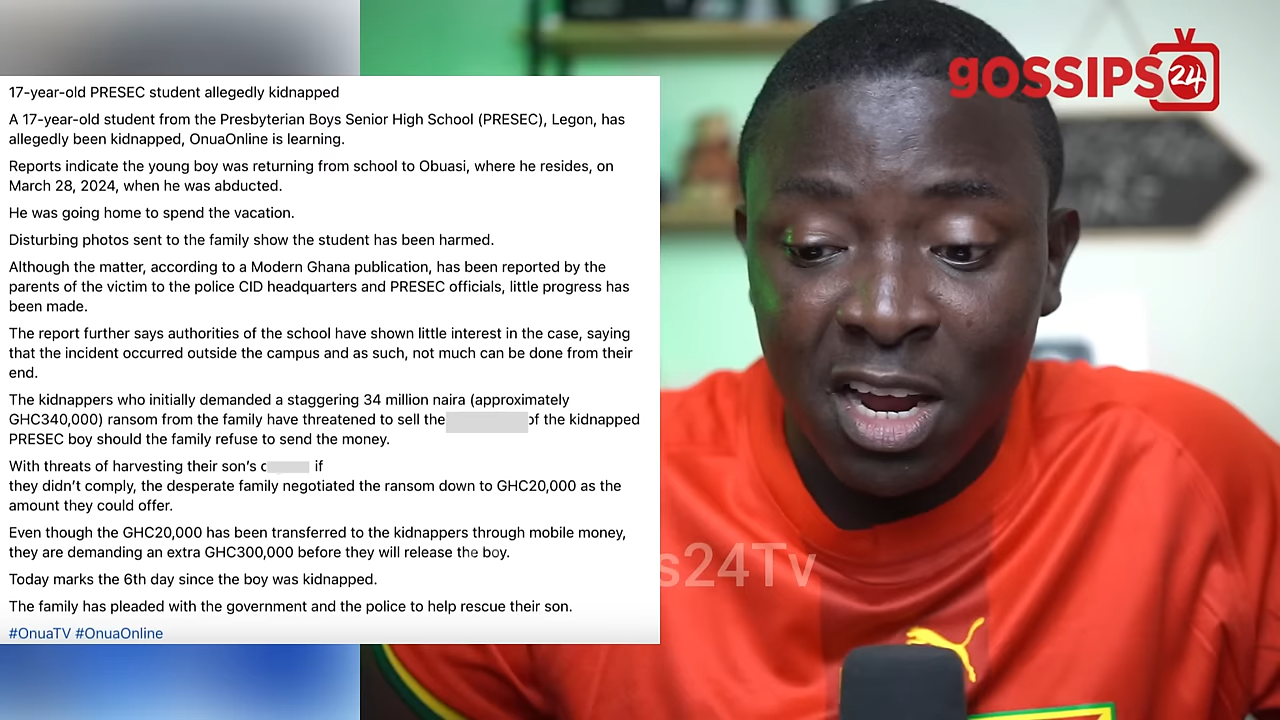 GOSSIPS 24
17-year-old PRESEC student allegedly kidnapped
A 17-year-old student from the Presbyterian Boys Senior High School (PRESEC), Legon, has
allegedly been kidnapped, OnuaOnline is learning.
Reports indicate the young boy was returning from school to Obuasi, where he resides, on
March 28, 2024, when he was abducted.
He was going home to spend the vacation.
Disturbing photos sent to the family show the student has been harmed.
Although the matter, according to a Modern Ghana publication, has been reported by the
parents of the victim to the police CID headquarters and PRESEC officials, little progress has
been made.
The report further says authorities of the school have shown little interest in the case, saying
that the incident occurred outside the campus and as such, not much can be done from their
end.
The kidnappers who initially demanded a staggering 34 million naira (approximately
GHC340,000) ransom from the family have threatened to sell the of the kidnapped
PRESEC boy should the family refuse to send the money.
With threats of harvesting their son's if
they didn't comply, the desperate family negotiated the ransom down to GHC20,000 as the
amount they could offer.
Even though the GHC20,000 has been transferred to the kidnappers through mobile money,
they are demanding an extra GHC300,000 before they will release the boy.
Today marks the 6th day since the boy was kidnapped.
The family has pleaded with the government and the police to help rescue their son.
#OnuaTV #OnuaOnline
s24Tv